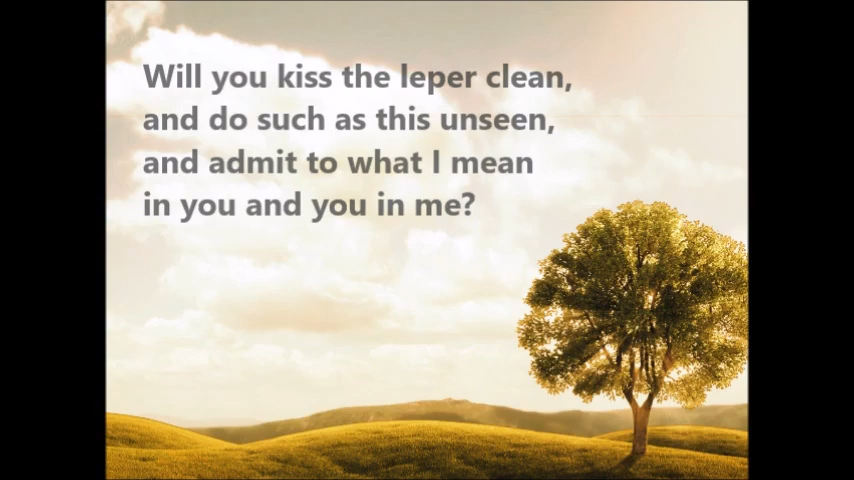 Will you kiss the leper clean,
and do such as this unseen,
and admit to what I mean
in you and you in me?